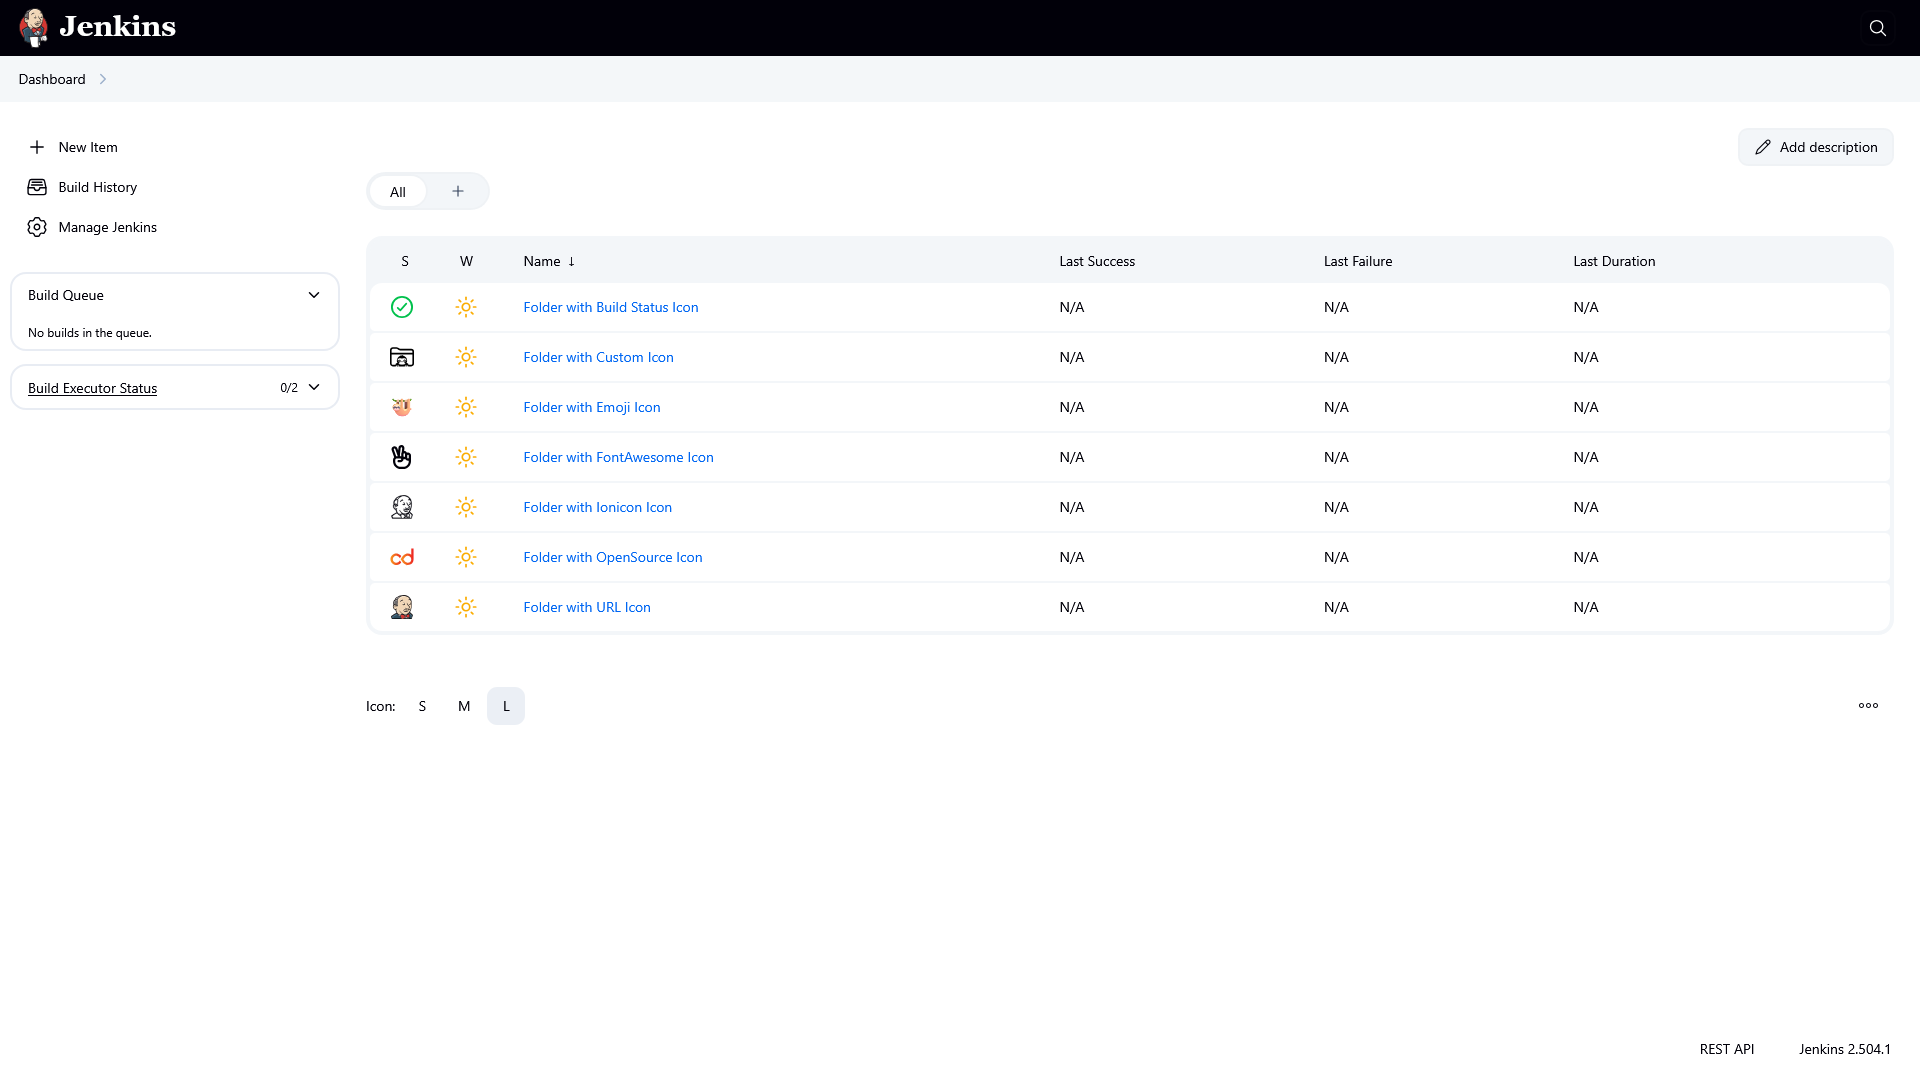 Jenkins
Dashboard
New Item
Build History
Manage Jenkins
Build Queue
No builds in the queue.
Build Executor Status 0/2
Add description
All
S W Name ↓ Last Success Last Failure Last Duration
Folder with Build Status Icon N/A N/A N/A
Folder with Custom Icon N/A N/A N/A
Folder with Emoji Icon N/A N/A N/A
Folder with FontAwesome Icon N/A N/A N/A
Folder with Ionicon Icon N/A N/A N/A
cd Folder with OpenSource Icon N/A N/A N/A
Folder with URL Icon N/A N/A N/A
Icon: S M L
REST API Jenkins 2.504.1